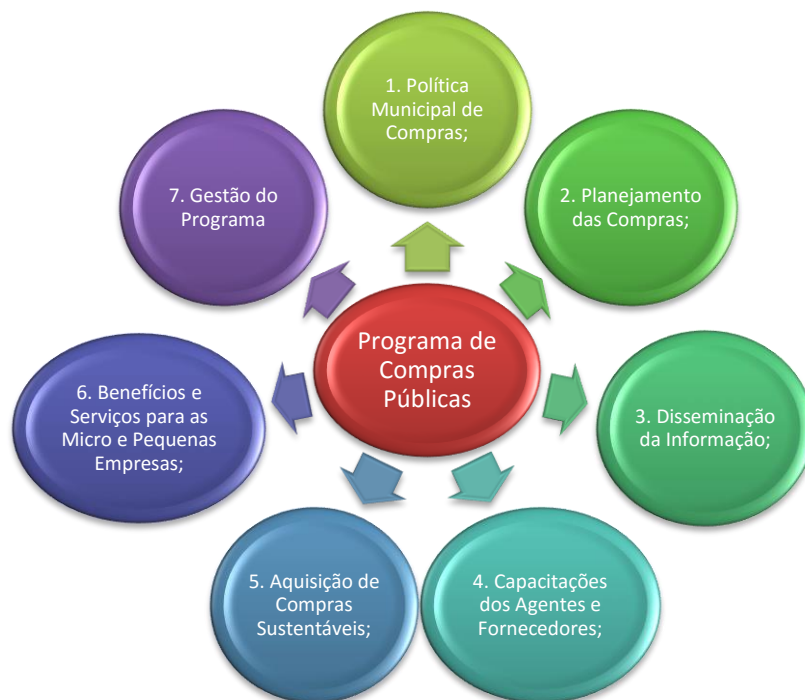 1. Política
Municipal de
Compras;
2. Planejamento
das Compras;
3. Disseminação
da Informação;
4. Capacitações
dos Agentes e
Fornecedores;
5. Aquisição de
Compras
Sustentáveis;
6. Benefícios e
Serviços para as
Micro e Pequenas
Empresas;
7. Gestão do
Programa
Programa de
Compras
Públicas